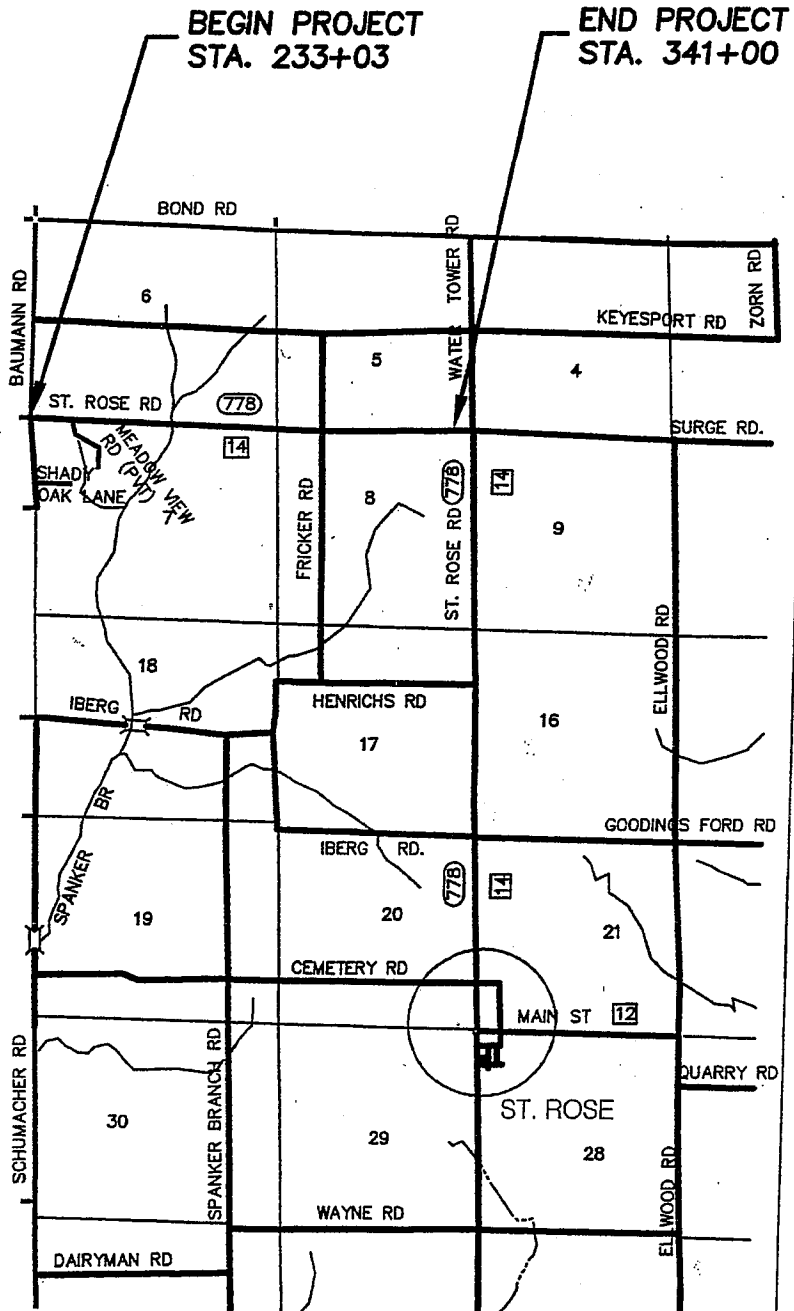 BEGIN PROJECT
STA. 233+03
END PROJECT
STA. 341+00
BOND RD
BAUMANN RD
6
WATER TOWER RD
ZORN RD
KEYESPORT RD
5
4
ST. ROSE RD
778
14
SURGE RD.
MEADOW VIEW
RD (PVT)
SHADY
OAK LANE
FRICKER RD
8
778
14
ST. ROSE RD
9
ELLWOOD RD
18
IBERG RD
HENRICHS RD
17
16
SPANKER BR
IBERG RD.
GOODINGS FORD RD
778
14
19
20
21
CEMETERY RD
MAIN ST
12
SCHUMACHER RD
SPANKER BRANCH RD
QUARRY RD
ST. ROSE
30
29
28
ELLWOOD RD
WAYNE RD
DAIRYMAN RD